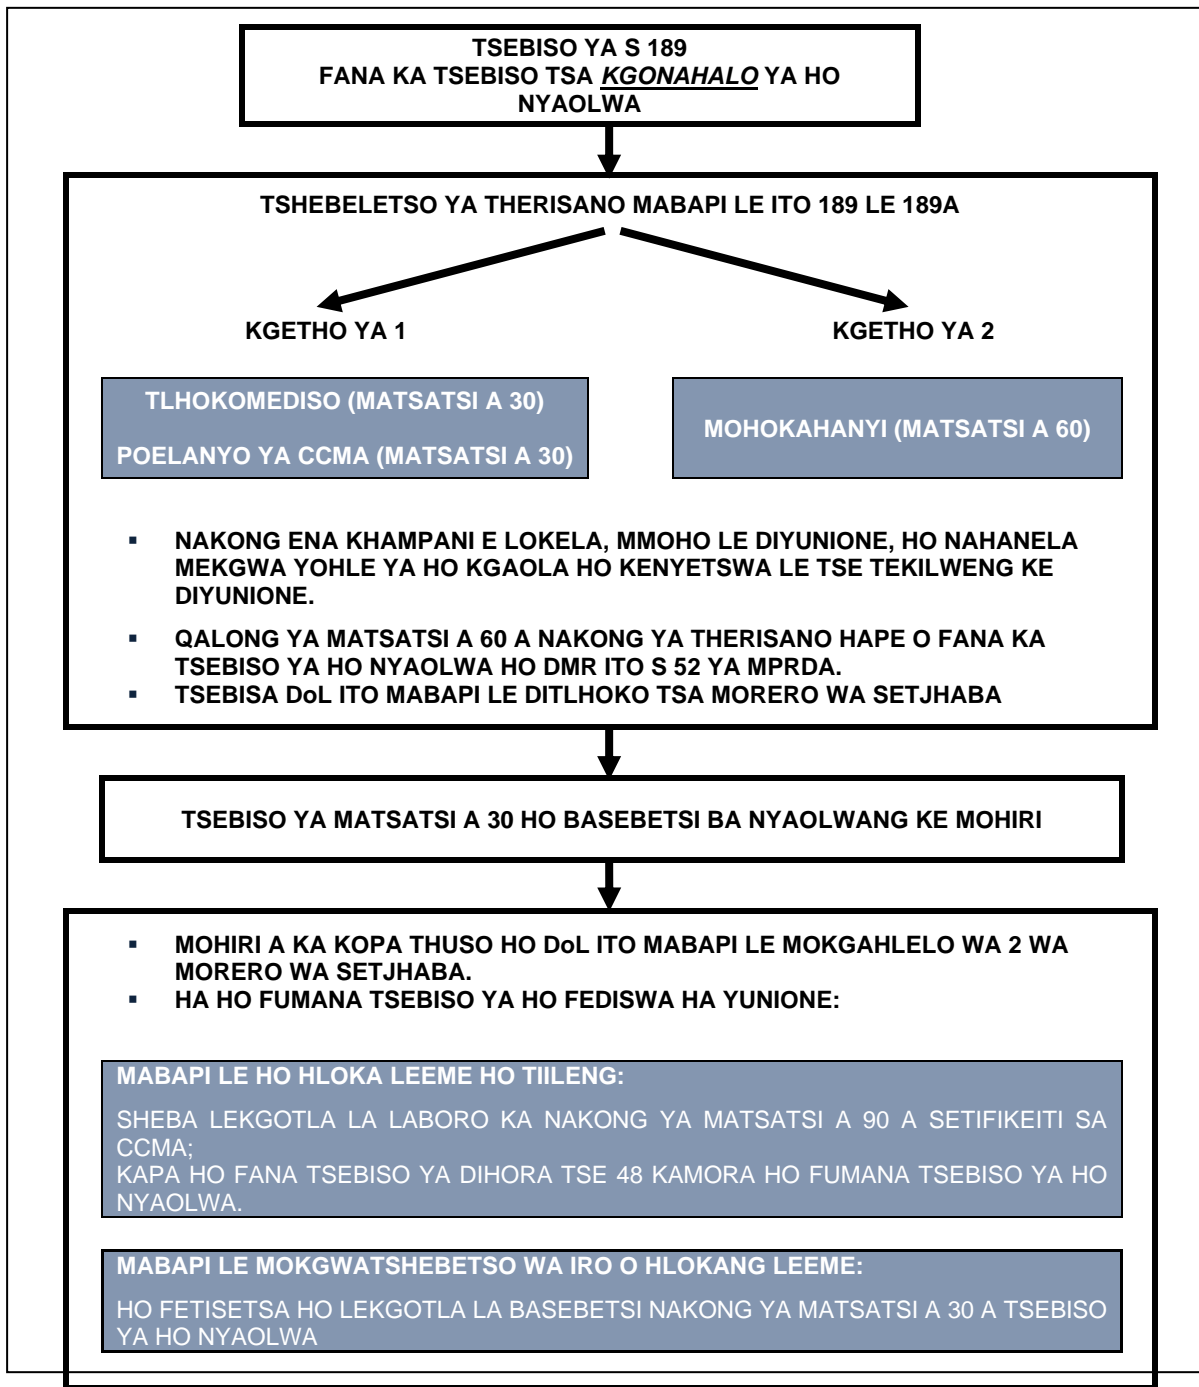 TSEBISO YA S 189
FANA KA TSEBISO TSA KGONAHALO YA HO
NYAOLWA
TSHEBELETSO YA THERISANO MABAPI LE ITO 189 LE 189A
KGETHO YA 1
KGETHO YA 2
TLHOKOMEDISO (MATSATSI A 30)
POELANYO YA CCMA (MATSATSI A 30)
MOHOKAHANYI (MATSATSI A 60)
▪ NAKONG ENA KHAMPANI E LOKELA, MMOHO LE DIYUNIONE, HO NAHANELA
MEKGWA YOHLE YA HO KGAOLA HO KENYETSWA LE TSE TEKILWENG KE
DIYUNIONE.
▪ QALONG YA MATSATSI A 60 A NAKONG YA THERISANO HAPE O FANA KA
TSEBISO YA HO NYAOLWA HO DMR ITO S 52 YA MPRDA.
▪ TSEBISA DoL ITO MABAPI LE DITLHOKO TSA MORERO WA SETJHABA
TSEBISO YA MATSATSI A 30 HO BASEBETSI BA NYAOLWANG KE MOHIRI
▪ MOHIRI A KA KOPA THUSO HO DoL ITO MABAPI LE MOKGAHLELO WA 2 WA
MORERO WA SETJHABA.
▪ HA HO FUMANA TSEBISO YA HO FEDISWA HA YUNIONE:
MABAPI LE HO HLOKA LEEME HO TIILENG:
SHEBA LEKGOTLA LA LABORO KA NAKONG YA MATSATSI A 90 A SETIFIKEITI SA
CCMA;
KAPA HO FANA TSEBISO YA DIHORA TSE 48 KAMORA HO FUMANA TSEBISO YA HO
NYAOLWA.
MABAPI LE MOKGWATSHEBETSO WA IRO O HLOKANG LEEME:
HO FETISETSA HO LEKGOTLA LA BASEBETSI NAKONG YA MATSATSI A 30 A TSEBISO
YA HO NYAOLWA